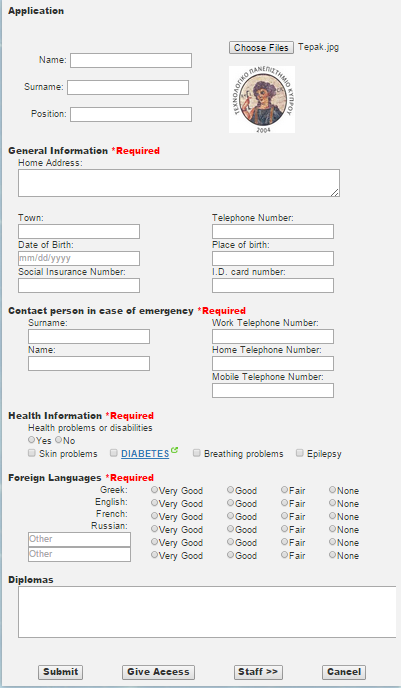 Application
Choose Files Tepak.jpg
Name:
Surname:
Position:
ΤΕΧΝΟΛΟΓΙΚΟ ΠΑΝΕΠΙΣΤΗΜΙΟ ΚΥΠΡΟΥ
2004
General Information *Required
Home Address:
Town: Telephone Number:
Date of Birth: Place of birth:
mm/dd/yyyy
Social Insurance Number: I.D. card number:
Contact person in case of emergency *Required
Surname: Work Telephone Number:
Name: Home Telephone Number:
Mobile Telephone Number:
Health Information *Required
Health problems or disabilities
Yes No
Skin problems DIABETES Breathing problems Epilepsy
Foreign Languages *Required
Greek: Very Good Good Fair None
English: Very Good Good Fair None
French: Very Good Good Fair None
Russian: Very Good Good Fair None
Other Very Good Good Fair None
Other Very Good Good Fair None
Diplomas
Submit Give Access Staff >> Cancel